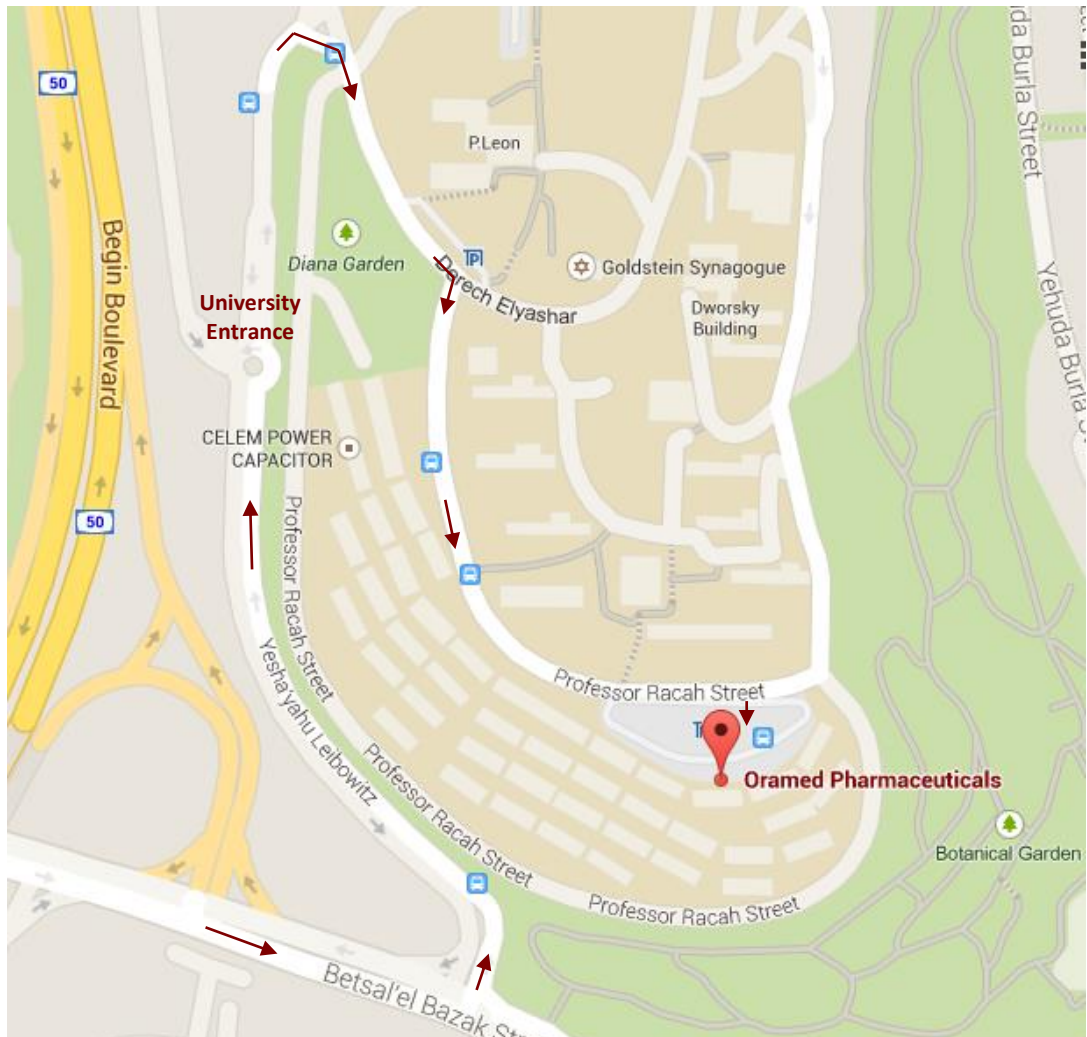 50
P.Leon
Diana Garden
P
Goldstein Synagogue
Derech Elyashar
Dworsky
Building
University
Entrance
Begin Boulevard
Yehuda Burla Street
CELEM POWER
CAPACITOR
50
Professor Racah Street
Yesha'yahu Leibowitz
Professor Racah Street
Professor Racah Street
Oramed Pharmaceuticals
Botanical Garden
Professor Racah Street
Betsal'el Bazak